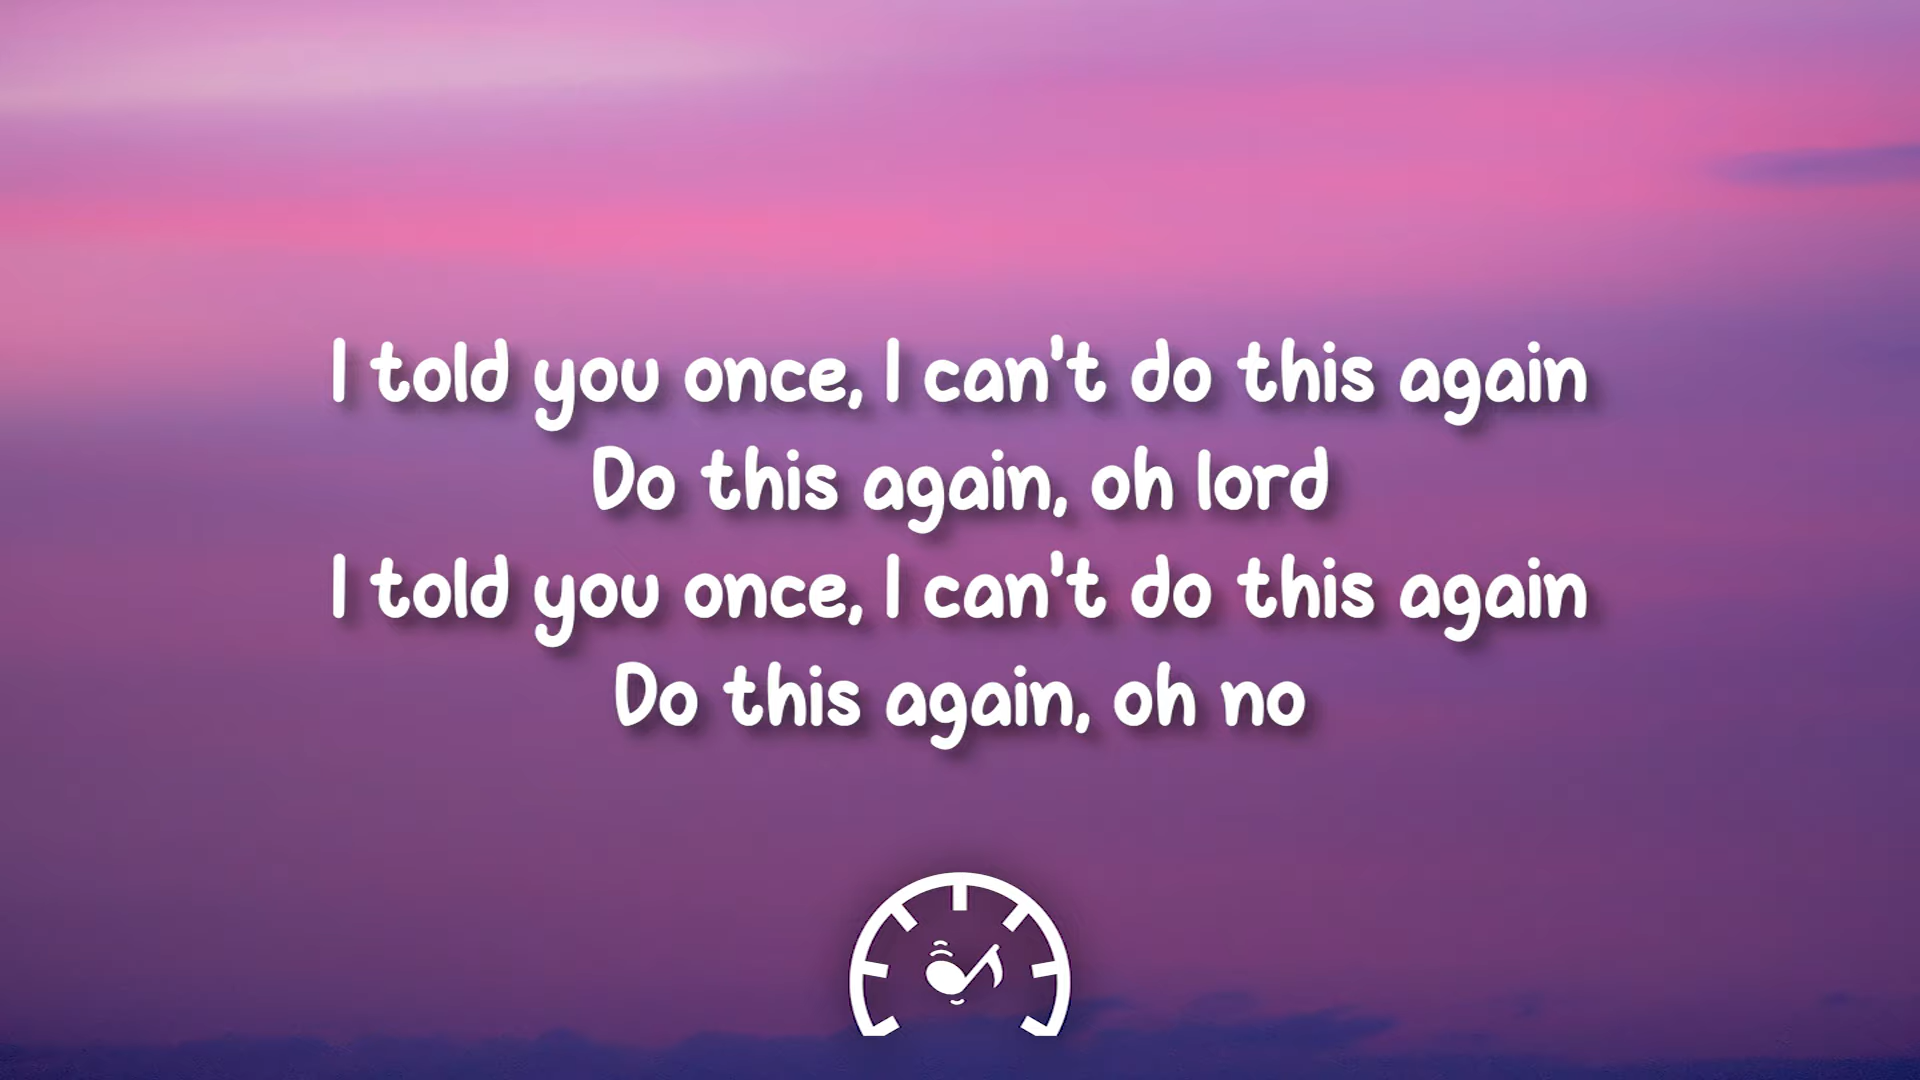 I told you once, I can't do this again
Do this again, oh lord
I told you once, I can't do this again
Do this again, oh no